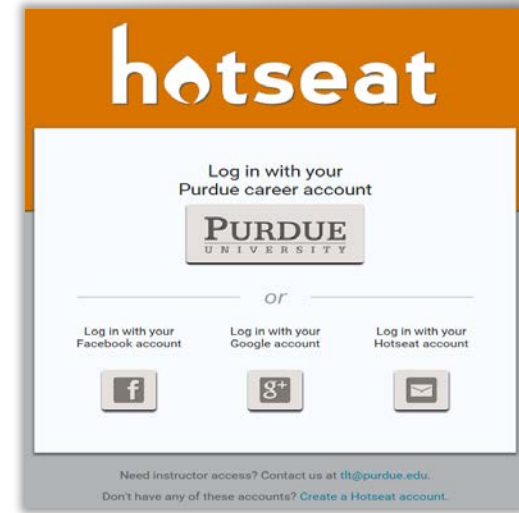 hotseat
Log in with your
Purdue career account
PURDUE
UNIVERSITY
or
Log in with your
Facebook account
Log in with your
Google account
Log in with your
Hotseat account
f
g+
Need instructor access? Contact us at tlt@purdue.edu.
Don't have any of these accounts? Create a Hotseat account.